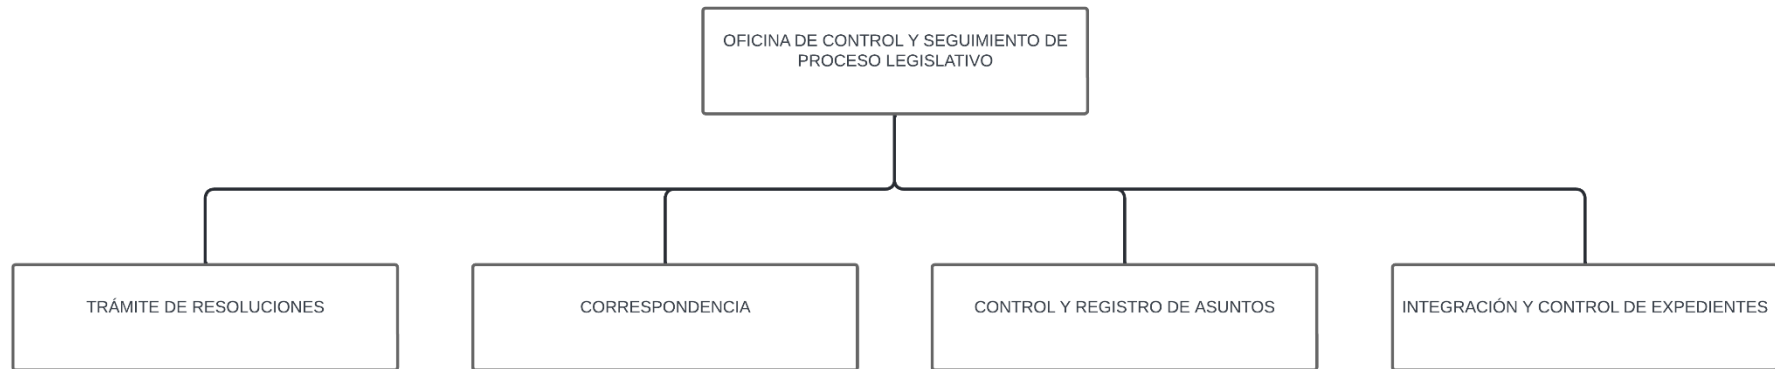 OFICINA DE CONTROL Y SEGUIMIENTO DE
PROCESO LEGISLATIVO
TRÁMITE DE RESOLUCIONES
CORRESPONDENCIA
CONTROL Y REGISTRO DE ASUNTOS
INTEGRACIÓN Y CONTROL DE EXPEDIENTES